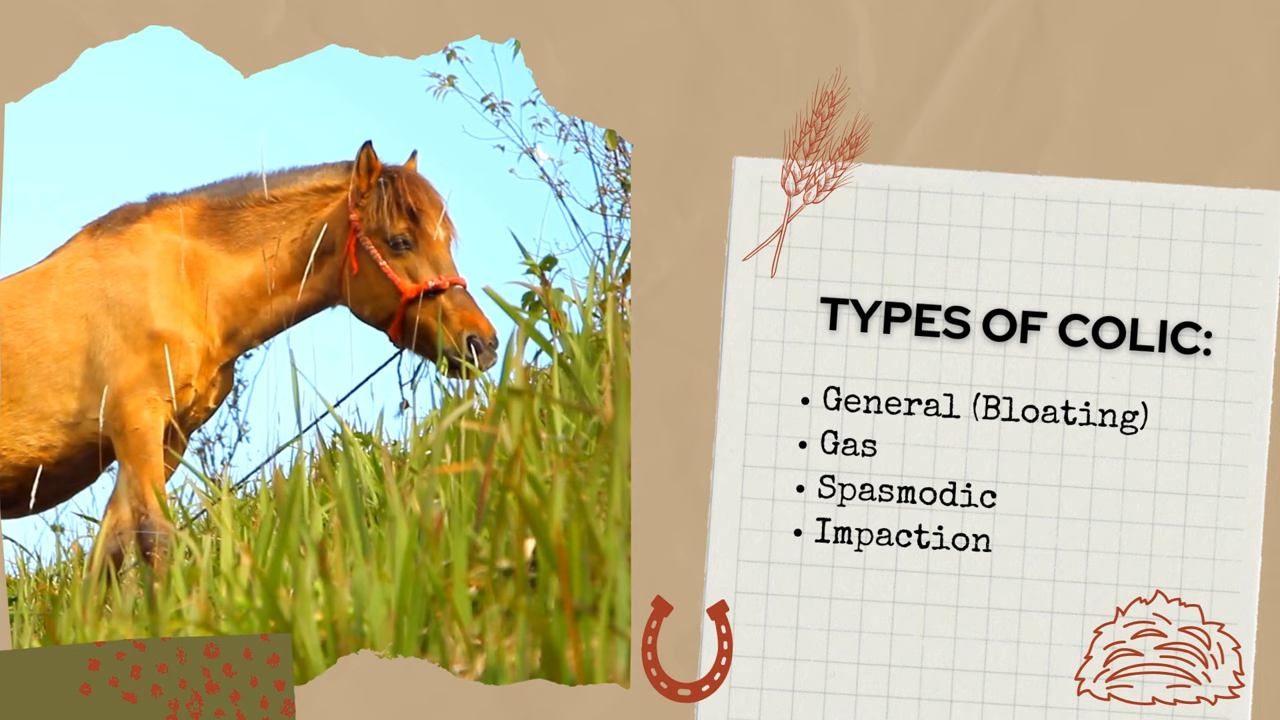 TYPES OF COLIC:
• General (Bloating)
• Gas
• Spasmodic
• Impaction